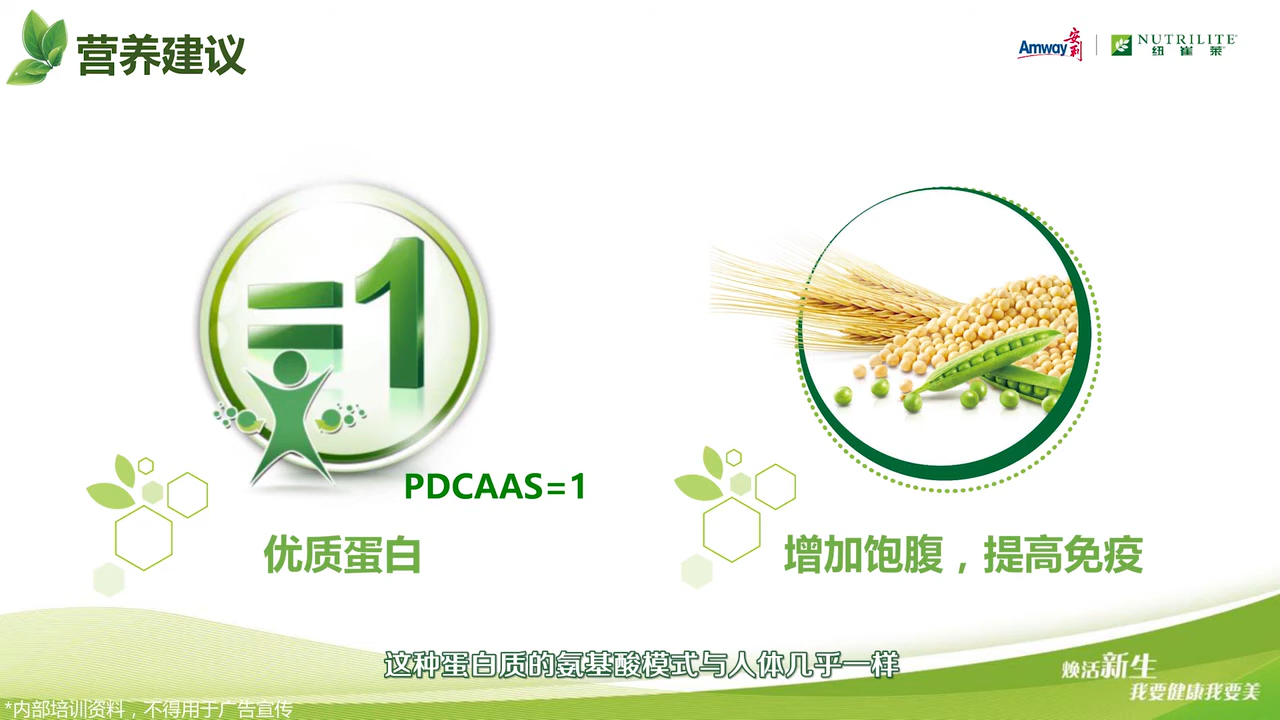 营养建议
Amway安利
NUTRILITE
纽崔莱
=1
PDCAAS=1
优质蛋白
增加饱腹，提高免疫
这种蛋白质的氨基酸模式与人体几乎一样
焕活新生
我要健康我要美
*内部培训资料，不得用于广告宣传